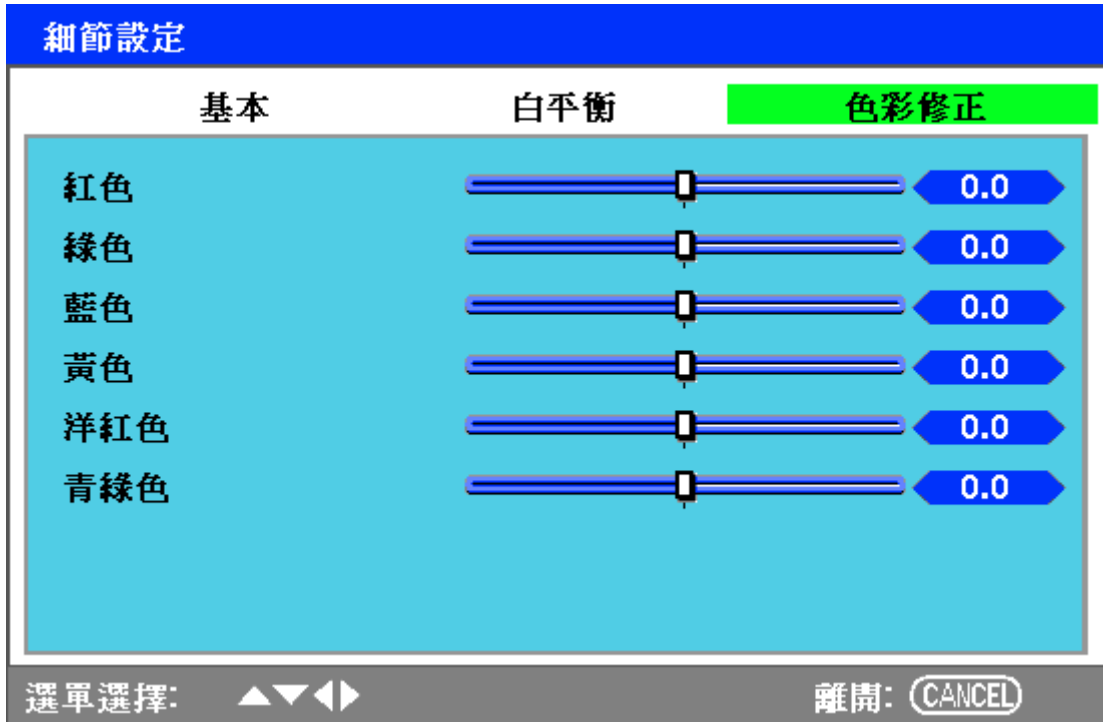 細節設定
基本 白平衡 色彩修正
紅色 0.0
綠色 0.0
藍色 0.0
黃色 0.0
洋紅色 0.0
青綠色 0.0
選單選擇: ▲▼◀▶ 離開: CANCEL